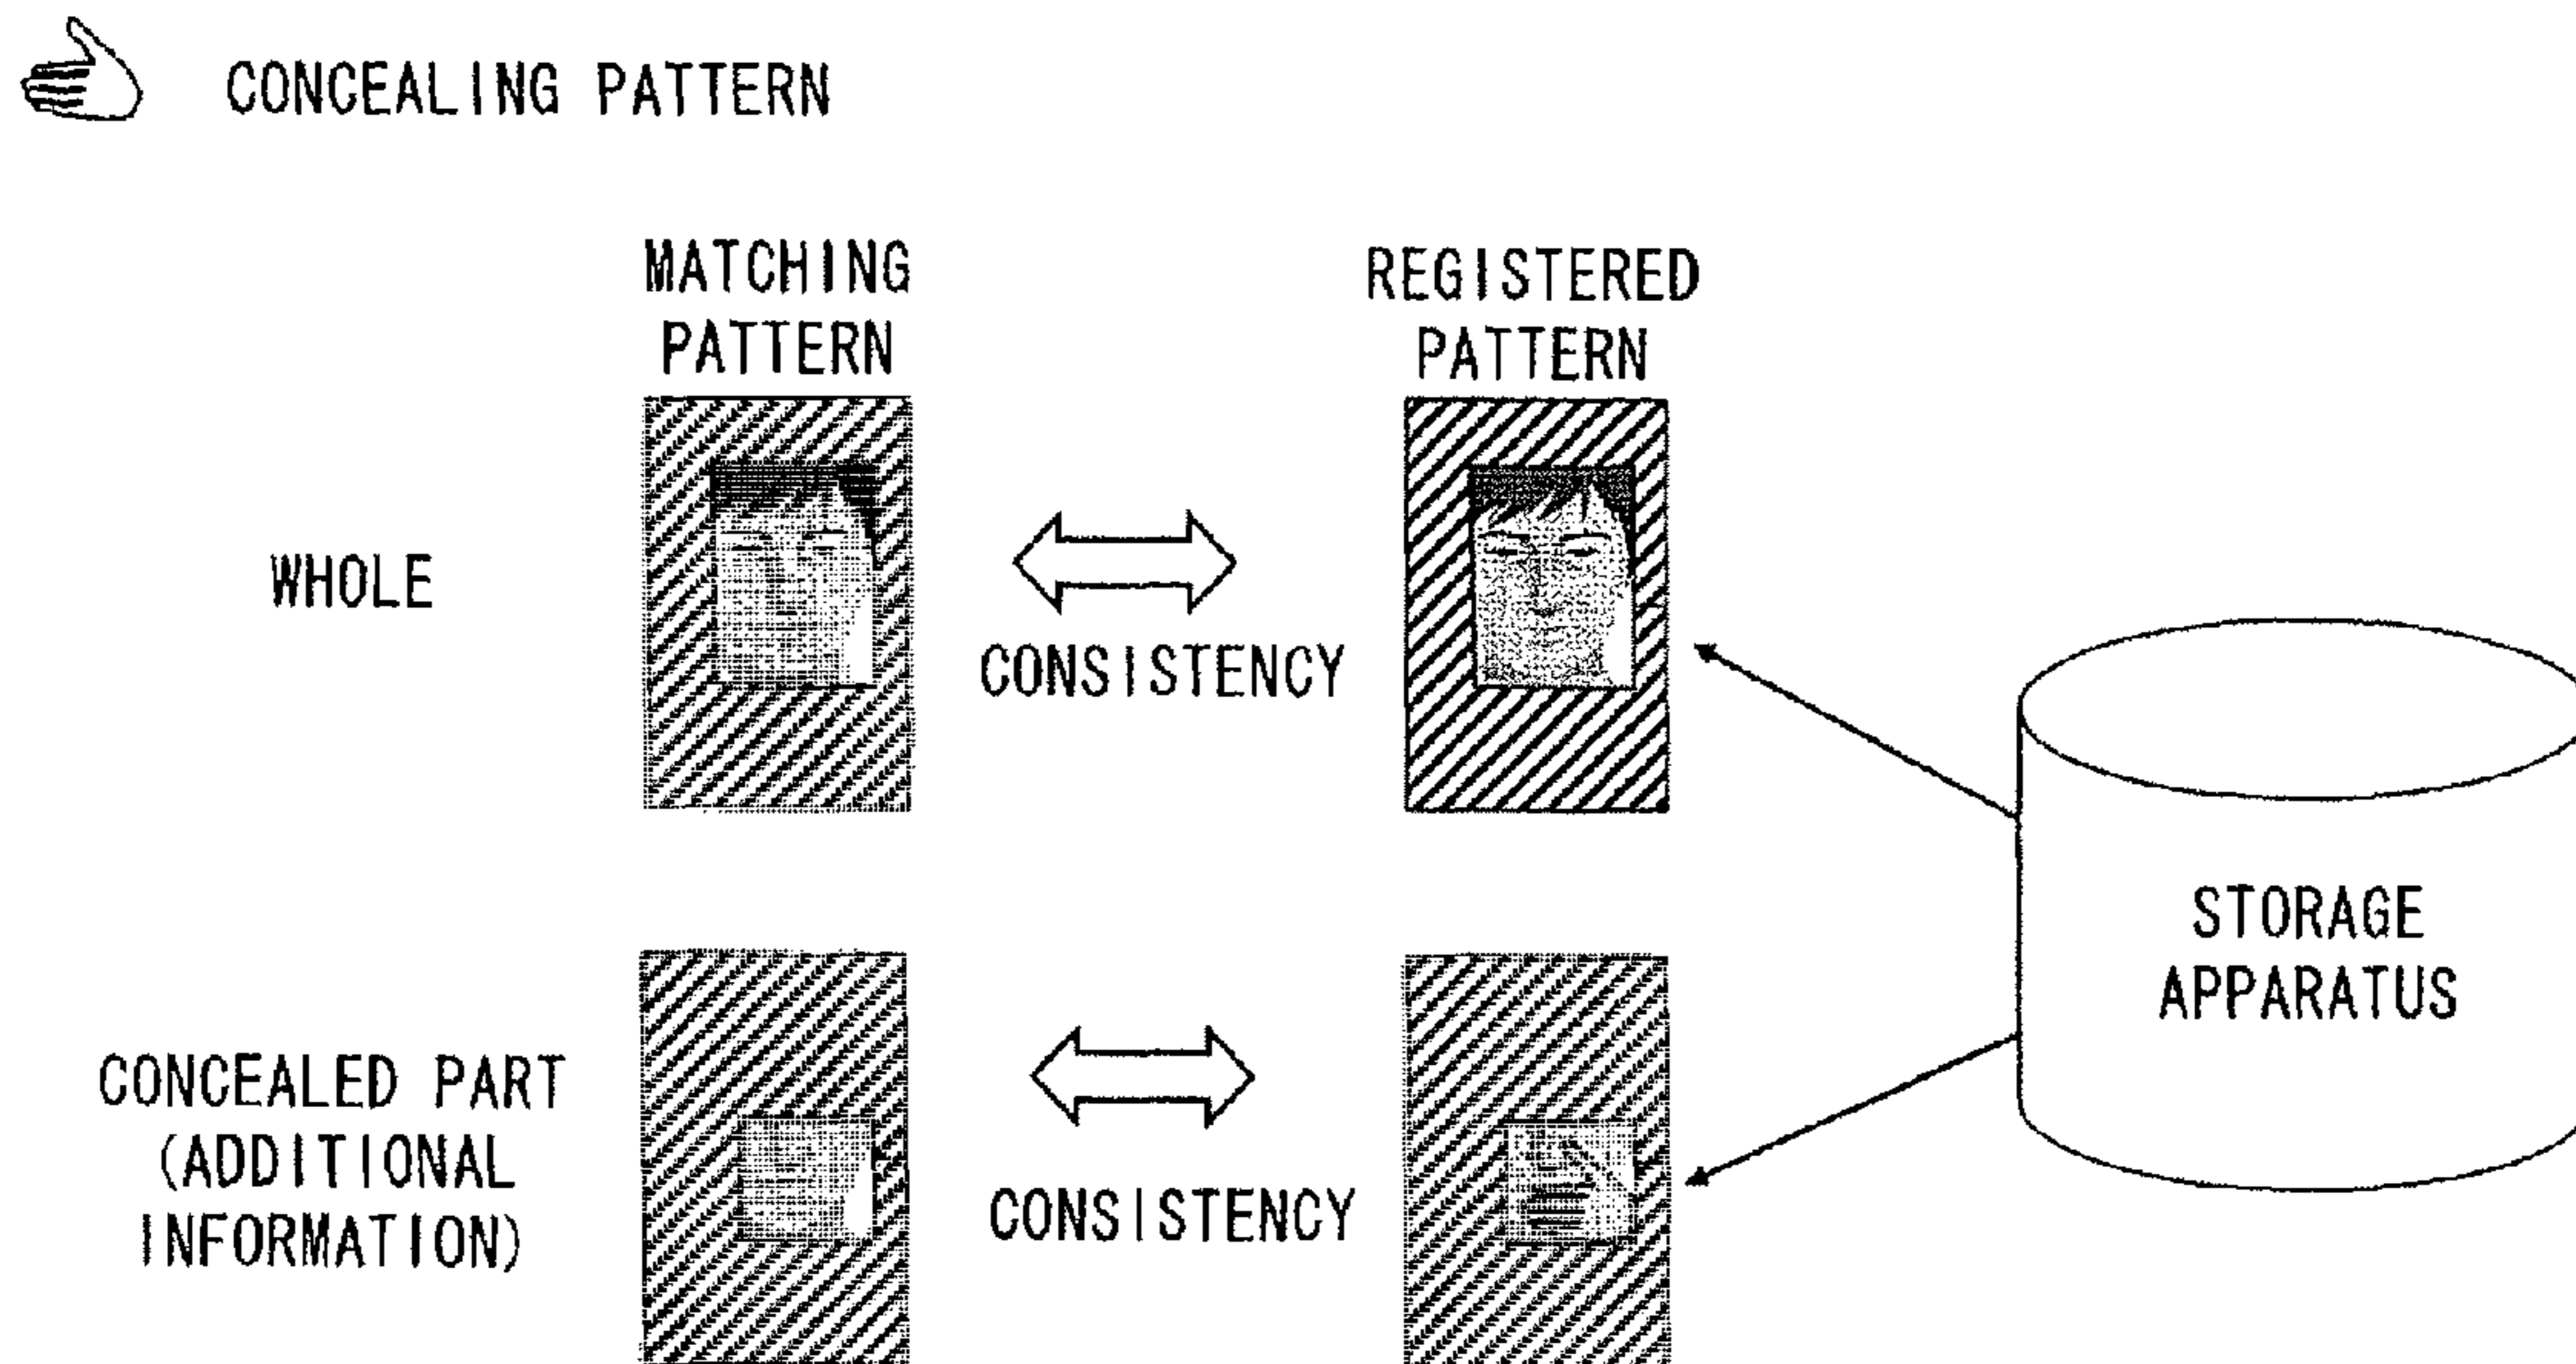 CONCEALING PATTERN
MATCHING
PATTERN
REGISTERED
PATTERN
WHOLE
CONSISTENCY
STORAGE
APPARATUS
CONCEALED PART
(ADDITIONAL
INFORMATION)
CONSISTENCY